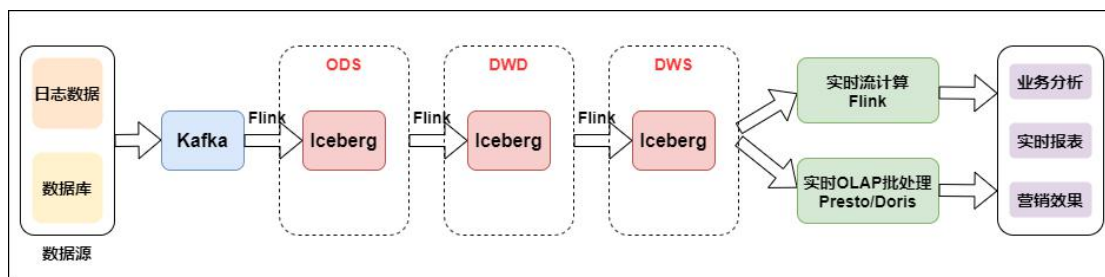 日志数据
数据库
数据源
Kafka
Flink
ODS
Iceberg
Flink
DWD
Iceberg
Flink
DWS
Iceberg
实时流计算
Flink
实时OLAP批处理
Presto/Doris
业务分析
实时报表
营销效果